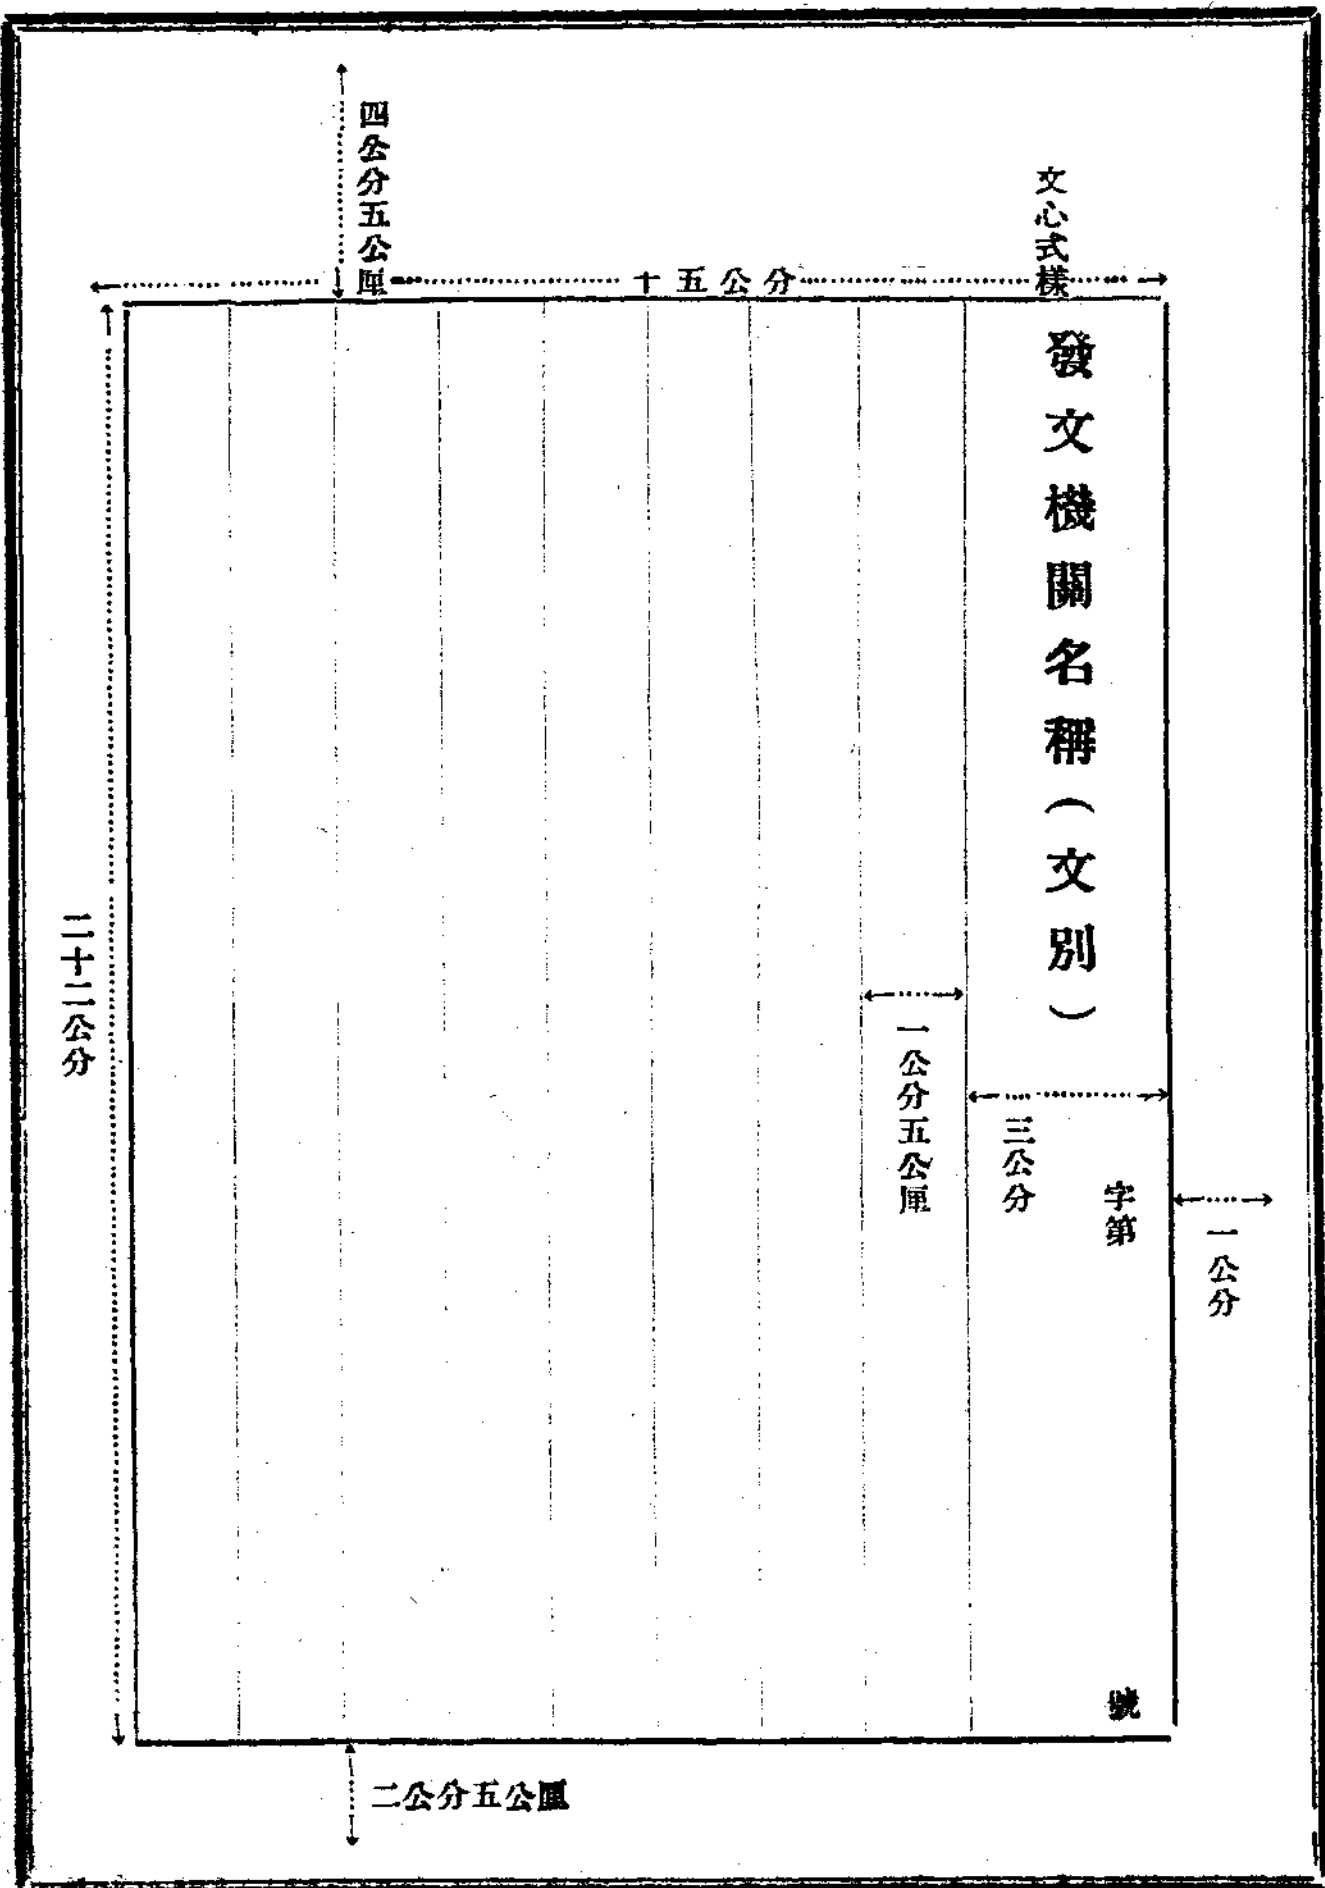 文心式樣
發文機關名稱(文別)
字第 號
一公分
三公分
一公分五公厘
十五公分
四公分五公厘
二十二公分
二公分五公厘